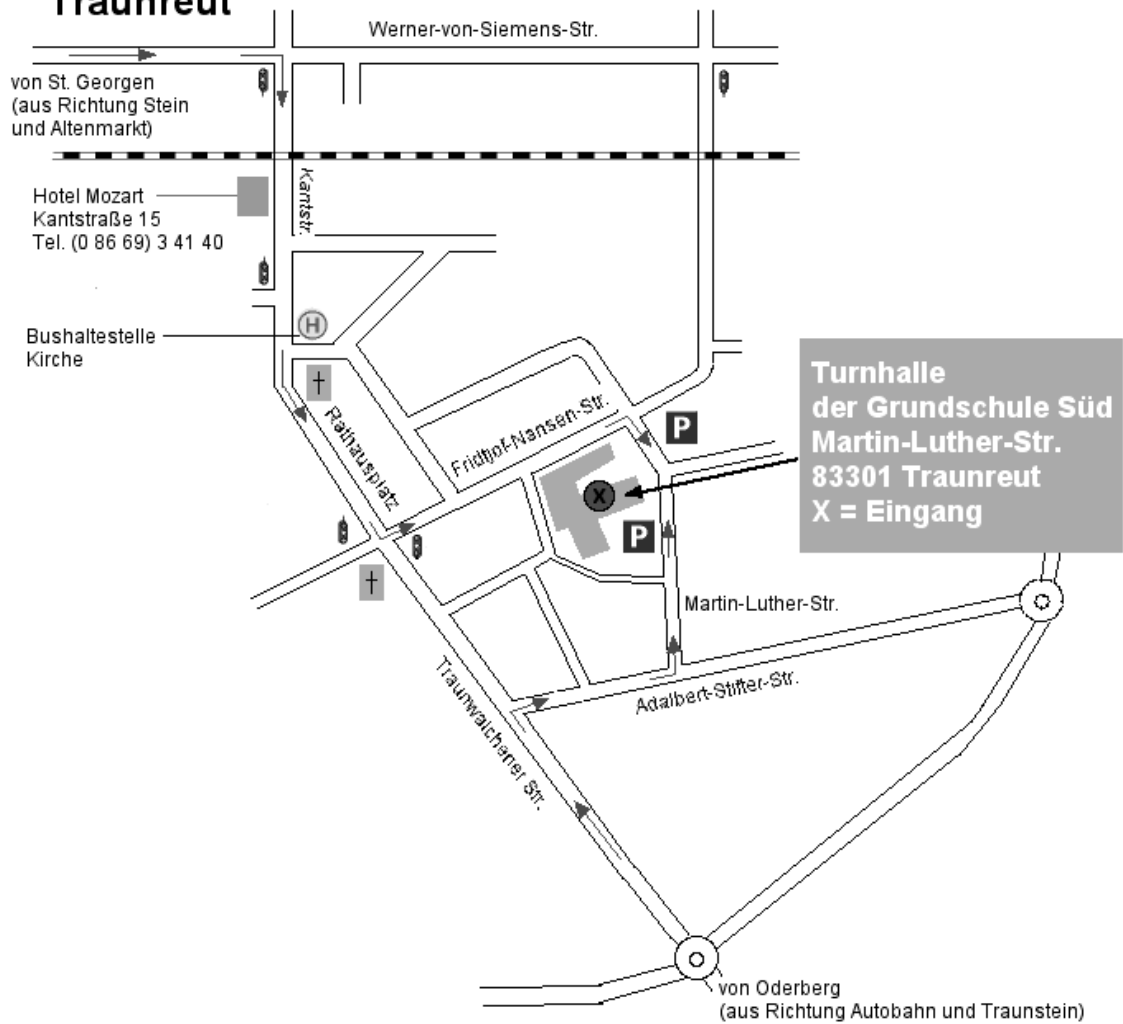 Traunreut
Werner-von-Siemens-Str.
von St. Georgen
(aus Richtung Stein
und Altenmarkt)
Kantstr.
Hotel Mozart
Kantstraße 15
Tel. (0 86 69) 3 41 40
H
Bushaltestelle
Kirche
Rathausplatz
Fridtjof-Nansen-Str.
P
Turnhalle
der Grundschule Süd
Martin-Luther-Str.
83301 Traunreut
X = Eingang
X
P
Martin-Luther-Str.
Adalbert-Stifter-Str.
Traunwalchener Str.
von Oderberg
(aus Richtung Autobahn und Traunstein)